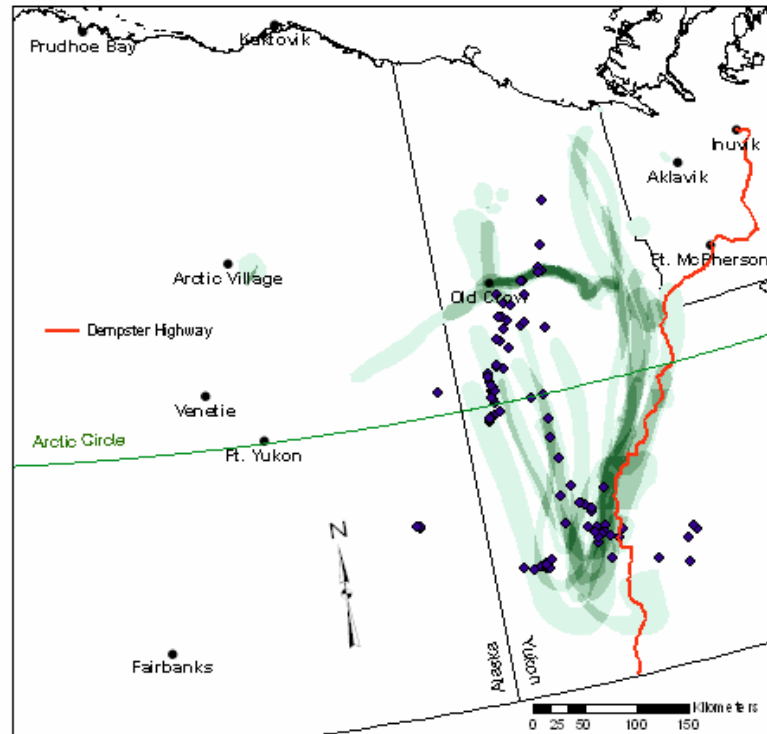 Prudhoe Bay
Kaktovik
Inuvik
Aklavik
Ft. McPherson
Arctic Village
Old Crow
Dempster Highway
Venetie
Arctic Circle
Ft. Yukon
N
Fairbanks
Alaska
Yukon
Kilometers
0 25 50 100 150